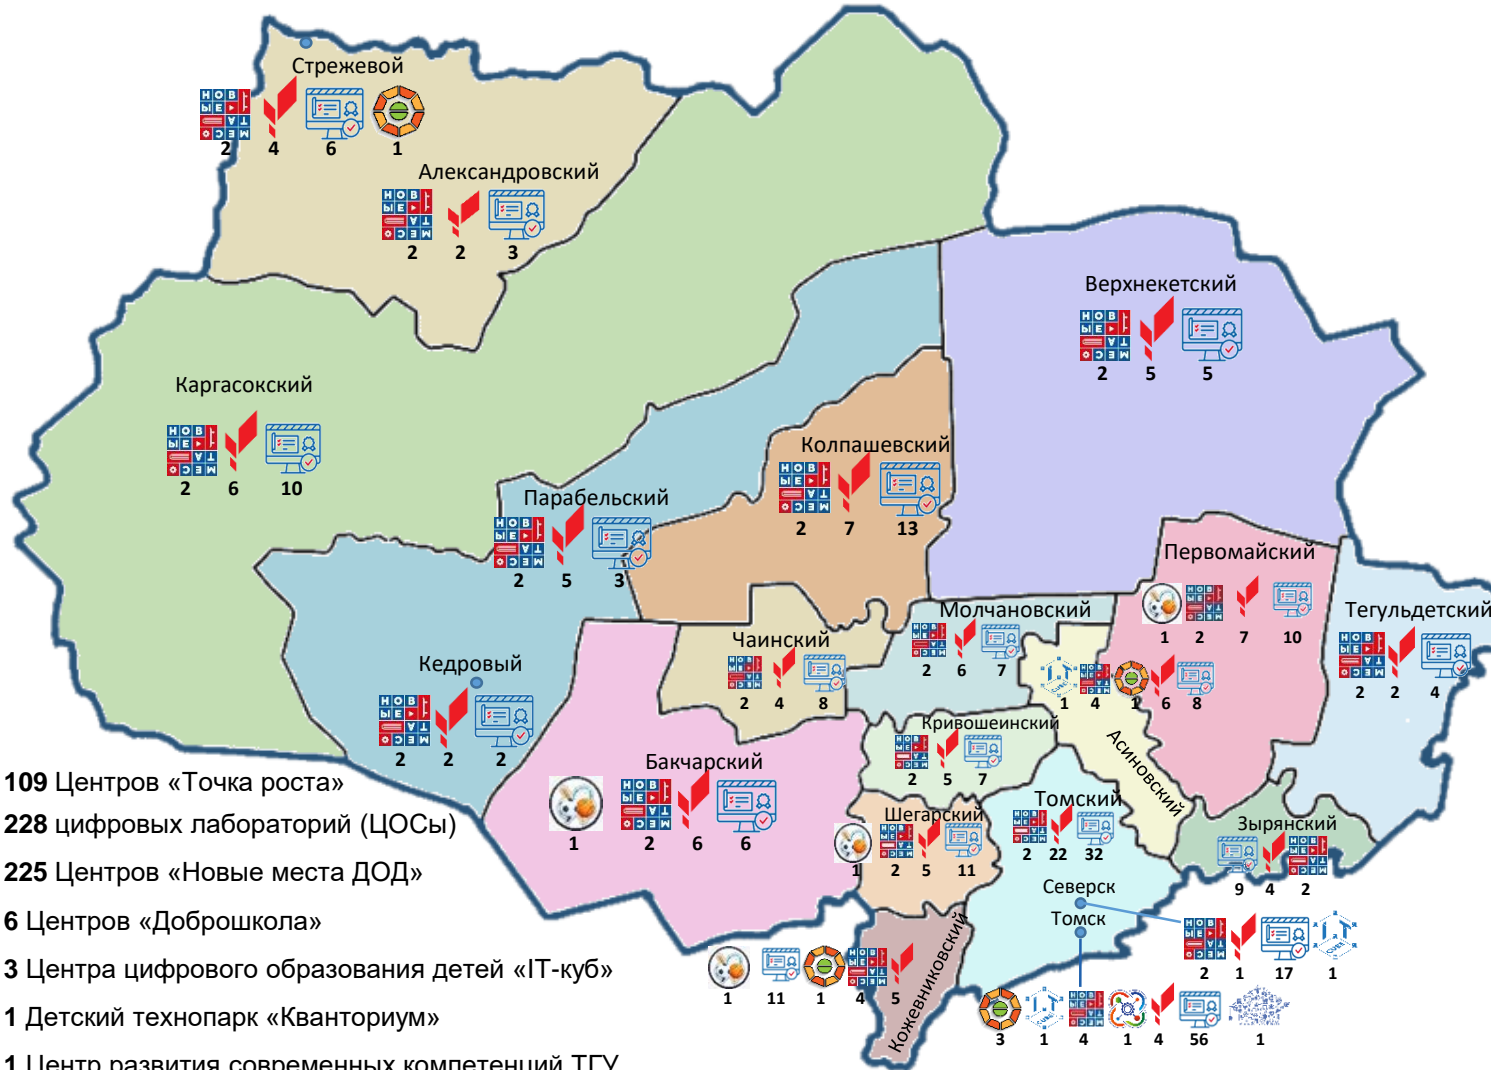 Стрежевой
2 4 6 1
Александровский
2 2 3
Верхнекетский
2 5 5
Каргасокский
2 6 10
Колпашевский
2 7 13
Парабельский
2 5 3
Первомайский
1 2 7 10
Тегульдетский
2 2 4
Молчановский
2 6 7
Чаинский
2 4 8
Кедровый
2 2 2
1 4 1 6 8
Асиновский
Кривошеинский
2 5 7
Бакчарский
1 2 6 6
Шегарский
1 2 5 11
Томский
2 22 32
Зырянский
9 4 2
Северск
2 1 17 1
Томск
3 1 4 1 4 56 1
Кожевниковский
1 11 1 4 5
109 Центров «Точка роста»
228 цифровых лабораторий (ЦОСы)
225 Центров «Новые места ДОД»
6 Центров «Доброшкола»
3 Центра цифрового образования детей «IT-куб»
1 Детский технопарк «Кванториум»
1 Центр развития современных компетенций ТГУ